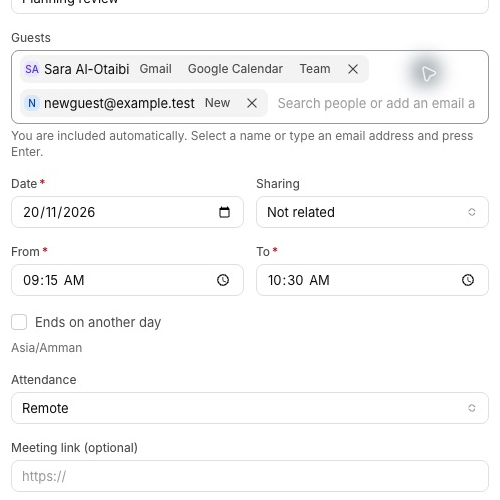 Planning review
Guests
SA Sara Al-Otaibi Gmail Google Calendar Team
N newguest@example.test New Search people or add an email a
You are included automatically. Select a name or type an email address and press
Enter.
Date* Sharing
20/11/2026 Not related
From* To*
09:15 AM 10:30 AM
Ends on another day
Asia/Amman
Attendance
Remote
Meeting link (optional)
https://